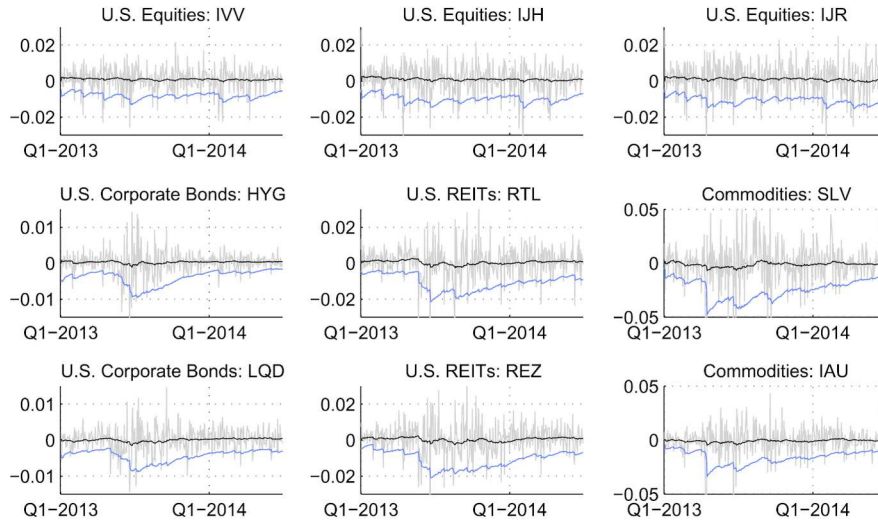 U.S. Equities: IVV
U.S. Equities: IJH
U.S. Equities: IJR
0.02
0
−0.02
Q1−2013
Q1−2014
0.02
0
−0.02
Q1−2013
Q1−2014
0.02
0
−0.02
Q1−2013
Q1−2014
U.S. Corporate Bonds: HYG
U.S. REITs: RTL
Commodities: SLV
0.01
0
−0.01
Q1−2013
Q1−2014
0.02
0
−0.02
Q1−2013
Q1−2014
0.05
0
−0.05
Q1−2013
Q1−2014
U.S. Corporate Bonds: LQD
U.S. REITs: REZ
Commodities: IAU
0.01
0
−0.01
Q1−2013
Q1−2014
0.02
0
−0.02
Q1−2013
Q1−2014
0.05
0
−0.05
Q1−2013
Q1−2014